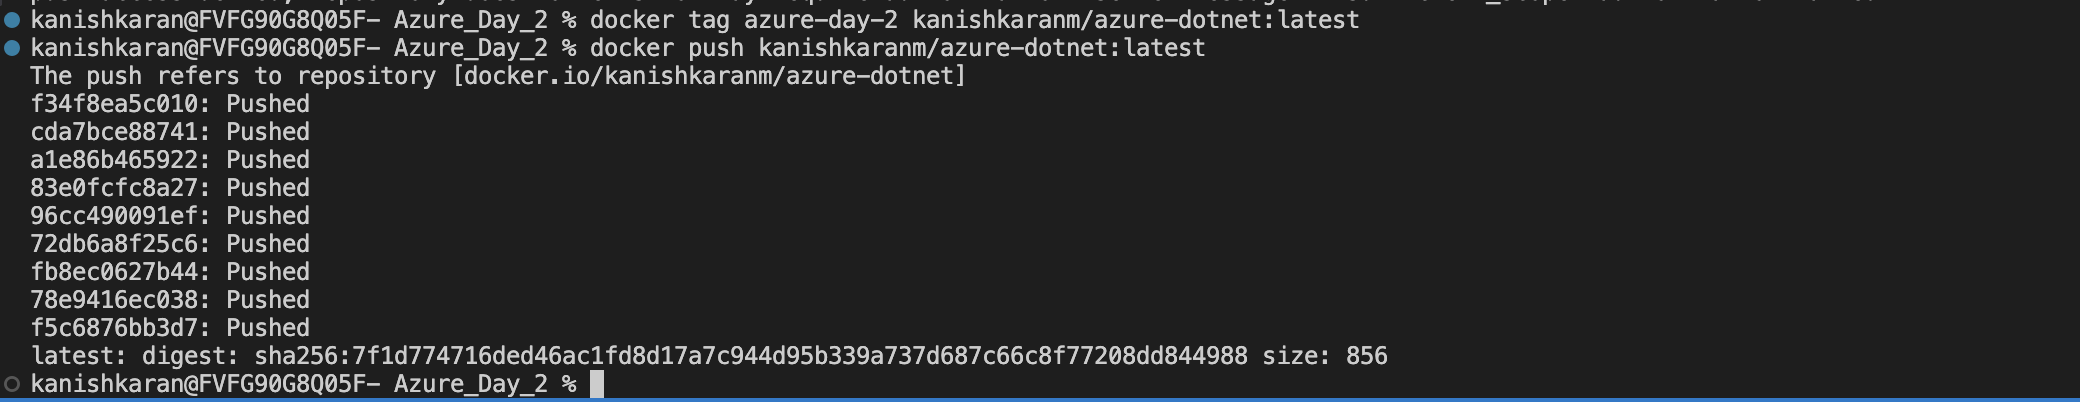 kanishkaran@FVFG90G8Q05F- Azure_Day_2 % docker tag azure-day-2 kanishkaranm/azure-dotnet:latest
kanishkaran@FVFG90G8Q05F- Azure_Day_2 % docker push kanishkaranm/azure-dotnet:latest
The push refers to repository [docker.io/kanishkaranm/azure-dotnet]
f34f8ea5c010: Pushed
cda7bce88741: Pushed
a1e86b465922: Pushed
83e0fcfc8a27: Pushed
96cc490091ef: Pushed
72db6a8f25c6: Pushed
fb8ec0627b44: Pushed
78e9416ec038: Pushed
f5c6876bb3d7: Pushed
latest: digest: sha256:7f1d774716ded46ac1fd8d17a7c944d95b339a737d687c66c8f77208dd844988 size: 856
kanishkaran@FVFG90G8Q05F- Azure_Day_2 %